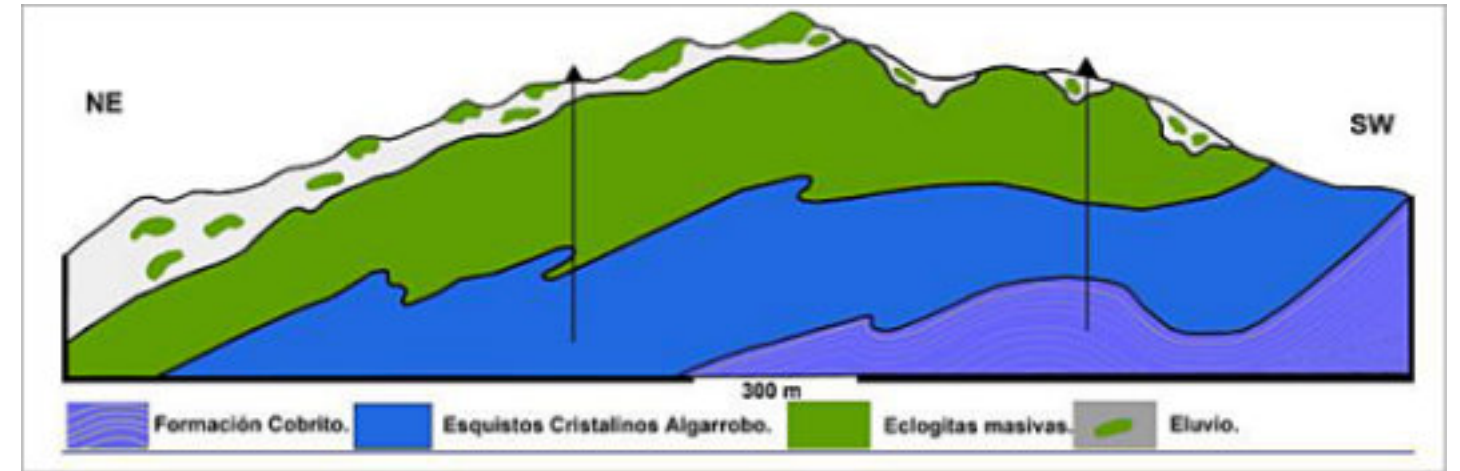 NE
SW
300 m
Formación Cobrito. Esquistos Cristalinos Algarrobo. Eclogitas masivas. Eluvio.